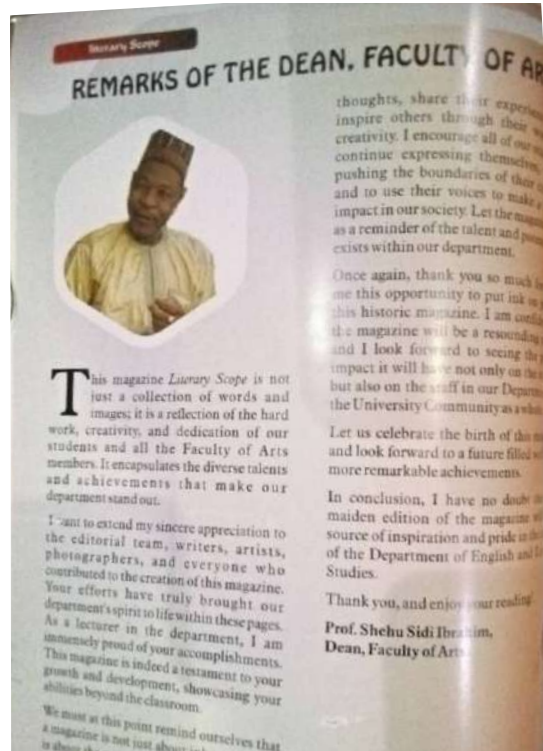 Literary Scope
REMARKS OF THE DEAN, FACULTY OF
This magazine Literary Scope is not
just a collection of words and
images; it is a reflection of the hard
work, creativity, and dedication of our
students and all the Faculty of Arts
members. It encapsulates the diverse talents
and achievements that make our
department stand out.
I want to extend my sincere appreciation to
the editorial team, writers, artists,
photographers, and everyone who
contributed to the creation of this magazine.
Your efforts have truly brought our
department's spirit to life within these pages.
As a lecturer in the department, I am
immensely proud of your accomplishments.
This magazine is indeed a testament to your
growth and development, showcasing your
abilities beyond the classroom.
We must at this point remind ourselves that
a magazine is not just about
thoughts, share their
inspire others through their
creativity. I encourage all of our
continue expressing themselves,
pushing the boundaries of their
and to use their voices to make a
impact in our society. Let the
as a reminder of the talent and
exists within our department.
Once again, thank you so much
me this opportunity to put ink
this historic magazine. I am
the magazine will be a resounding
and I look forward to seeing the
impact it will have not only on the
but also on the staff in our
the University Community as a
Let us celebrate the birth of this
and look forward to a future filled
more remarkable achievements.
In conclusion, I have no doubt
maiden edition of the magazine
source of inspiration and pride in
of the Department of English and
Studies.
Thank you, and enjoy your reading
Prof. Shehu Sidi Ibrahim,
Dean, Faculty of Arts